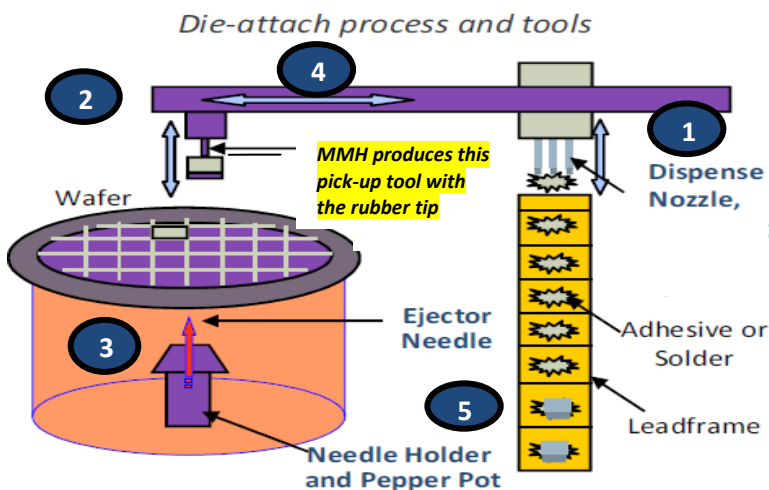 Die-attach process and tools
4
2
1
MMH produces this
pick-up tool with
the rubber tip
Dispense
Nozzle,
Wafer
Ejector
Needle
3
Adhesive or
Solder
5
Leadframe
Needle Holder
and Pepper Pot